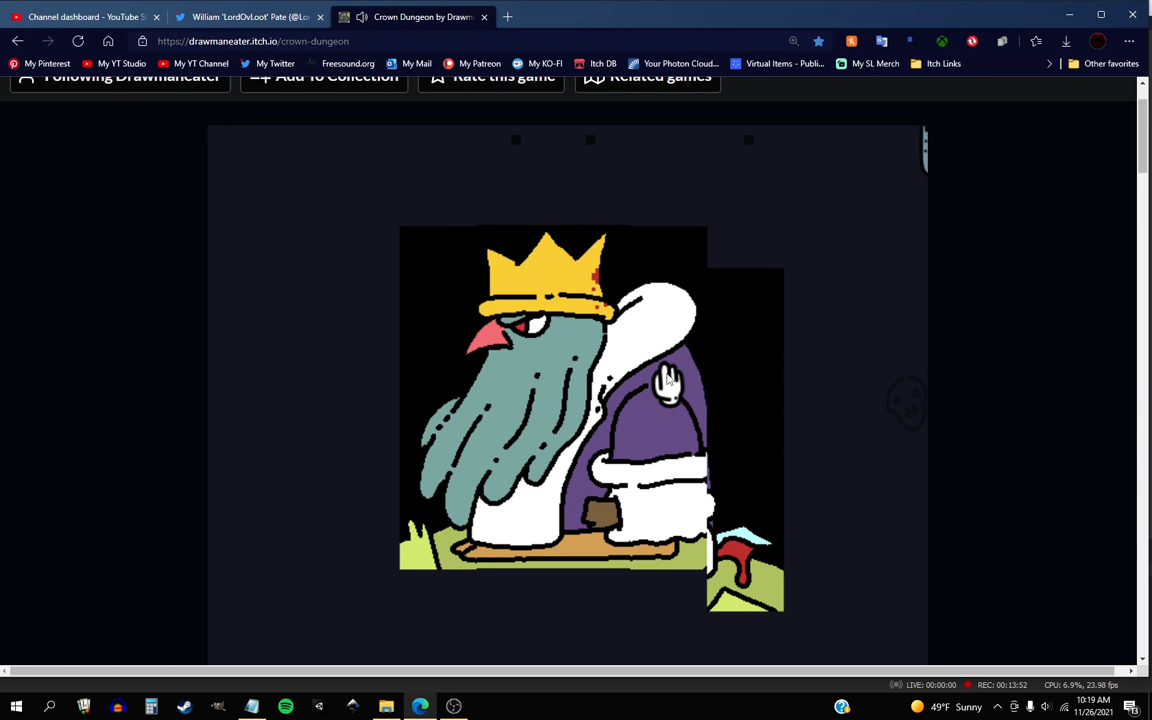 Channel dashboard - YouTube S
William 'LordOvLoot' Pate (@Lo
Crown Dungeon by Drawm
https://drawmaneater.itch.io/crown-dungeon
My Pinterest
My YT Studio
My YT Channel
My Twitter
Freesound.org
My Mail
My Patreon
My KO-FI
Itch DB
Your Photon Cloud...
Virtual Items - Publi...
My SL Merch
Itch Links
Other favorites
Following Drawmaneater
Add To Collection
Rate this game
Related games
LIVE: 00:00:00
REC: 00:13:52
CPU: 6.9%, 23.98 fps
49°F Sunny
10:19 AM
11/26/2021
13